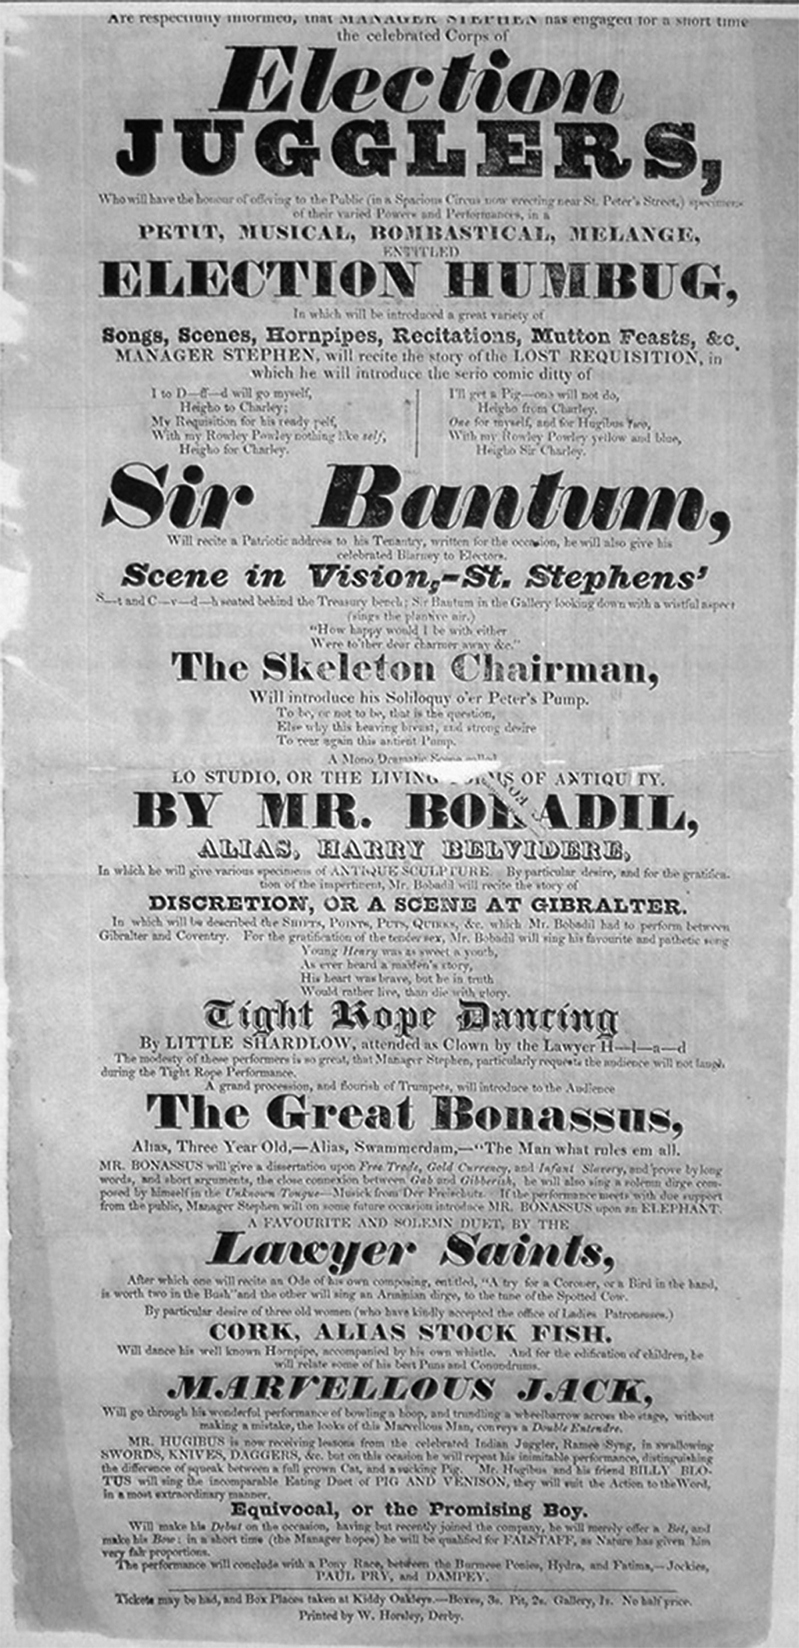 Are respectfully informed, that MANAGER STEPHEN has engaged for a short time
the celebrated Corps of
Election
JUGGLERS,
Who will have the honour of offering to the Public (in a Spacious Circus now erecting near St. Peter's Street,) specimens
of their varied Powers and Performances, in a
PETIT, MUSICAL, BOMBASTICAL, MELANGE,
ENTITLED
ELECTION HUMBUG,
In which will be introduced a great variety of
Songs, Scenes, Hornpipes, Recitations, Mutton Feasts, &c.
MANAGER STEPHEN, will recite the story of the LOST REQUISITION, in
which he will introduce the serio comic ditty of
I to D—ff—d will go myself,
Heigho to Charley;
My Requisition for his ready pelf,
With my Rowley Powley nothing like self,
Heigho for Charley.
I'll get a Pig—one will not do,
Heigho from Charley.
One for myself, and for Hugibus two,
With my Rowley Powley yellow and blue,
Heigho Sir Charley.
Sir Bantum,
Will recite a Patriotic address to his Tenantry, written for the occasion, he will also give his
celebrated Blarney to Electors.
Scene in Vision,-St. Stephens'
S—t and C—v—d—h seated behind the Treasury bench; Sir Bantum in the Gallery looking down with a wistful aspect
(sings the plantive air.)
"How happy would I be with either
Were to'ther dear charmer away &c."
The Skeleton Chairman,
Will introduce his Soliloquy o'er Peter's Pump.
To be, or not to be, that is the question,
Else why this heaving breast, and strong desire
To rear again this antient Pump.
A Mono Dramatic Scene called
LO STUDIO, OR THE LIVING OF ANTIQUITY.
BY MR. BOBADIL,
ALIAS, HARRY BELVIDERE,
In which he will give various specimens of ANTIQUE SCULPTURE. By particular desire, and for the gratifica-
tion of the impertinent, Mr. Bobadil will recite the story of
DISCRETION, OR A SCENE AT GIBRALTER.
In which will be described the SHIFTS, POINTS, PUTS, QUIRKS, &c. which Mr. Bobadil had to perform between
Gibralter and Coventry. For the gratification of the tender sex, Mr. Bobadil will sing his favourite and pathetic song
Young Henry was as sweet a youth,
As ever heard a maiden's story,
His heart was brave, but he in truth
Would rather live, than die with glory.
Tight Rope Dancing
By LITTLE SHARDLOW, attended as Clown by the Lawyer H—l—a—d
The modesty of these performers is so great, that Manager Stephen, particularly requests the audience will not laugh
during the Tight Rope Performance.
A grand procession, and flourish of Trumpets, will introduce to the Audience
The Great Bonassus,
Alias, Three Year Old,—Alias, Swammerdam,—"The Man what rules em all.
MR. BONASSUS will give a dissertation upon Free Trade, Gold Currency, and Infant Slavery, and prove by long
words, and short arguments, the close connexion between Gab and Gibberish, he will also sing a solemn dirge com-
posed by himself in the Unknown Tongue—Musick from Der Freischutz. If the performance meets with due support
from the public, Manager Stephen will on some future occasion introduce MR. BONASSUS upon an ELEPHANT.
A FAVOURITE AND SOLEMN DUET, BY THE
Lawyer Saints,
After which one will recite an Ode of his own composing, entitled, "A try for a Coroner, or a Bird in the hand,
is worth two in the Bush" and the other will sing an Arminian dirge, to the tune of the Spotted Cow.
By particular desire of three old women (who have kindly accepted the office of Ladies Patronesses.)
CORK, ALIAS STOCK FISH.
Will dance his well known Hornpipe, accompanied by his own whistle. And for the edification of children, he
will relate some of his best Puns and Conundrums.
MARVELLOUS JACK,
Will go through his wonderful performance of bowling a hoop, and trundling a wheelbarrow across the stage, without
making a mistake, the looks of this Marvellous Man, conveys a Double Entendre.
MR. HUGIBUS is now receiving lessons from the celebrated Indian Juggler, Ramee Syng, in swallowing
SWORDS, KNIVES, DAGGERS, &c. but on this occasion he will repeat his inimitable performance, distinguishing
the difference of squeak between a full grown Cat, and a sucking Pig. Mr. Hugibus and his friend BILLY BLO-
TUS will sing the incomparable Eating Duet of PIG AND VENISON, they will suit the Action to the Word,
in a most extraordinary manner.
Equivocal, or the Promising Boy.
Will make his Debut on the occasion, having but recently joined the company, he will merely offer a Bet, and
make his Bow: in a short time (the Manager hopes) he will be qualified for FALSTAFF, as Nature has given him
very fair proportions.
The performance will conclude with a Pony Race, between the Burmese Ponies, Hydra, and Fatima,—Jockies,
PAUL PRY, and DAMPEY.
Tickets may be had, and Box Places taken at Kiddy Oakleys.—Boxes, 3s. Pit, 2s. Gallery, 1s. No half price.
Printed by W. Horsley, Derby.